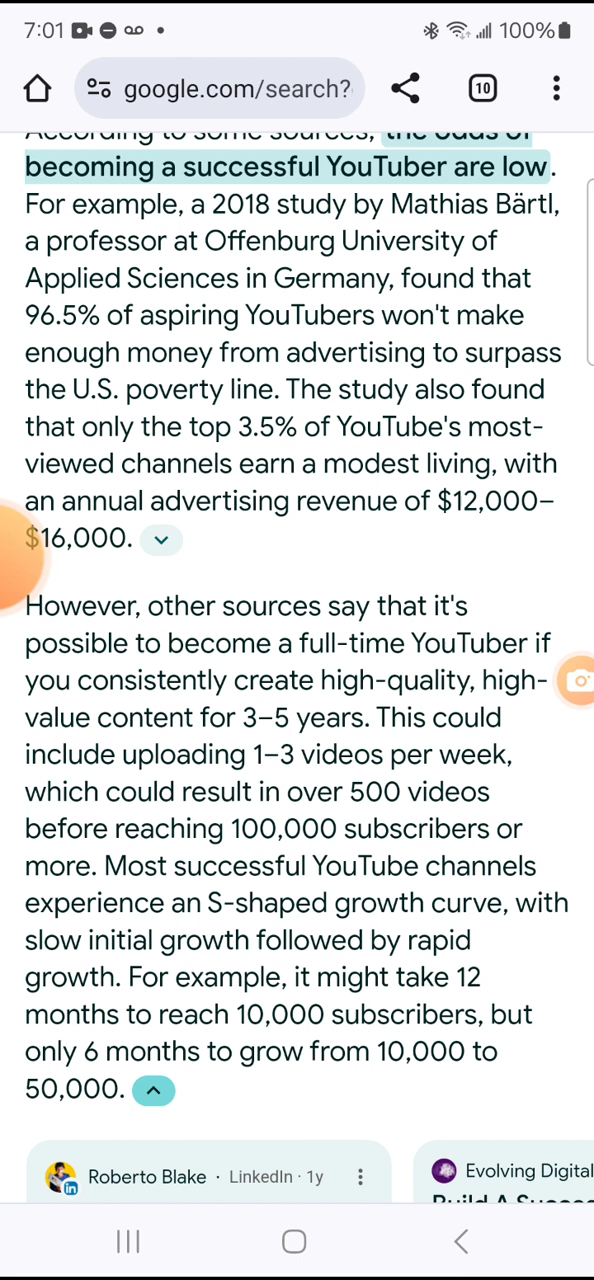 7:01
100%
google.com/search?
10
According to some sources, the odds of
becoming a successful YouTuber are low.
For example, a 2018 study by Mathias Bärtl,
a professor at Offenburg University of
Applied Sciences in Germany, found that
96.5% of aspiring YouTubers won't make
enough money from advertising to surpass
the U.S. poverty line. The study also found
that only the top 3.5% of YouTube's most-
viewed channels earn a modest living, with
an annual advertising revenue of $12,000–
$16,000.
However, other sources say that it's
possible to become a full-time YouTuber if
you consistently create high-quality, high-
value content for 3–5 years. This could
include uploading 1–3 videos per week,
which could result in over 500 videos
before reaching 100,000 subscribers or
more. Most successful YouTube channels
experience an S-shaped growth curve, with
slow initial growth followed by rapid
growth. For example, it might take 12
months to reach 10,000 subscribers, but
only 6 months to grow from 10,000 to
50,000.
Roberto Blake · LinkedIn · 1y
Evolving Digital
Build A